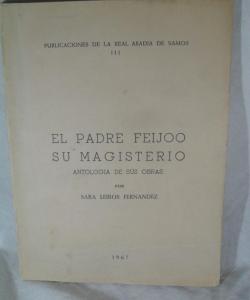 PUBLICACIONES DE LA REAL ABADIA DE SAMOS
III
EL PADRE FEIJOO
SU MAGISTERIO
ANTOLOGIA DE SUS OBRAS
POR
SARA LEIROS FERNANDEZ
1967